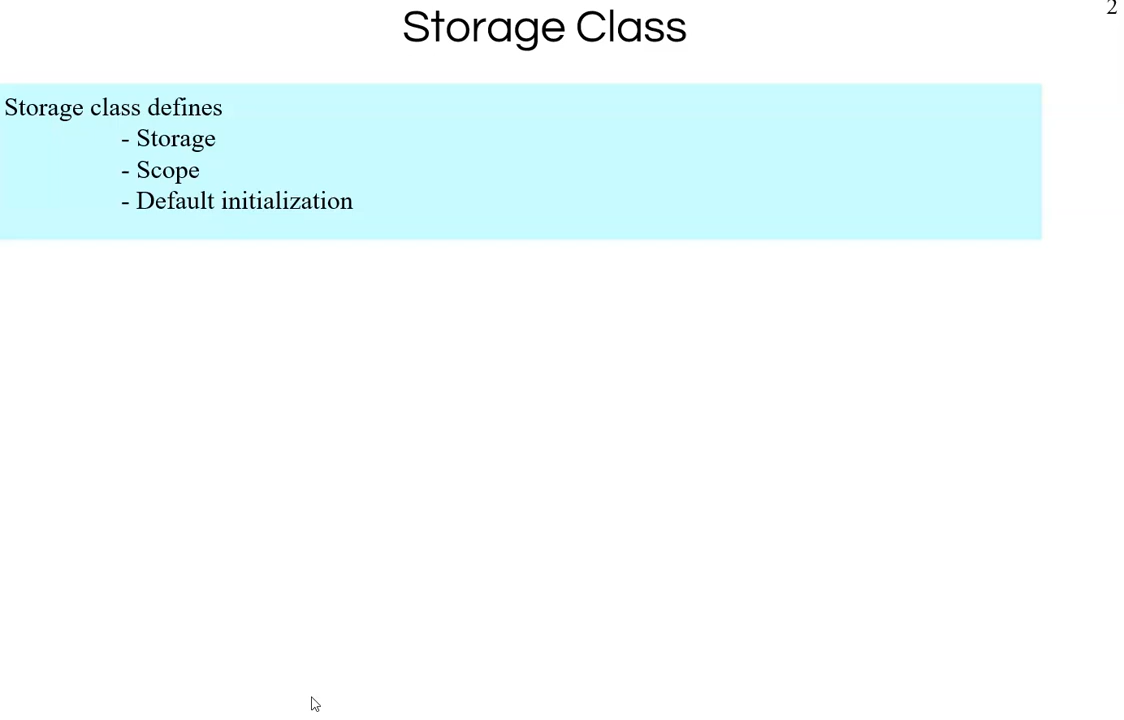 2
Storage Class
Storage class defines
- Storage
- Scope
- Default initialization